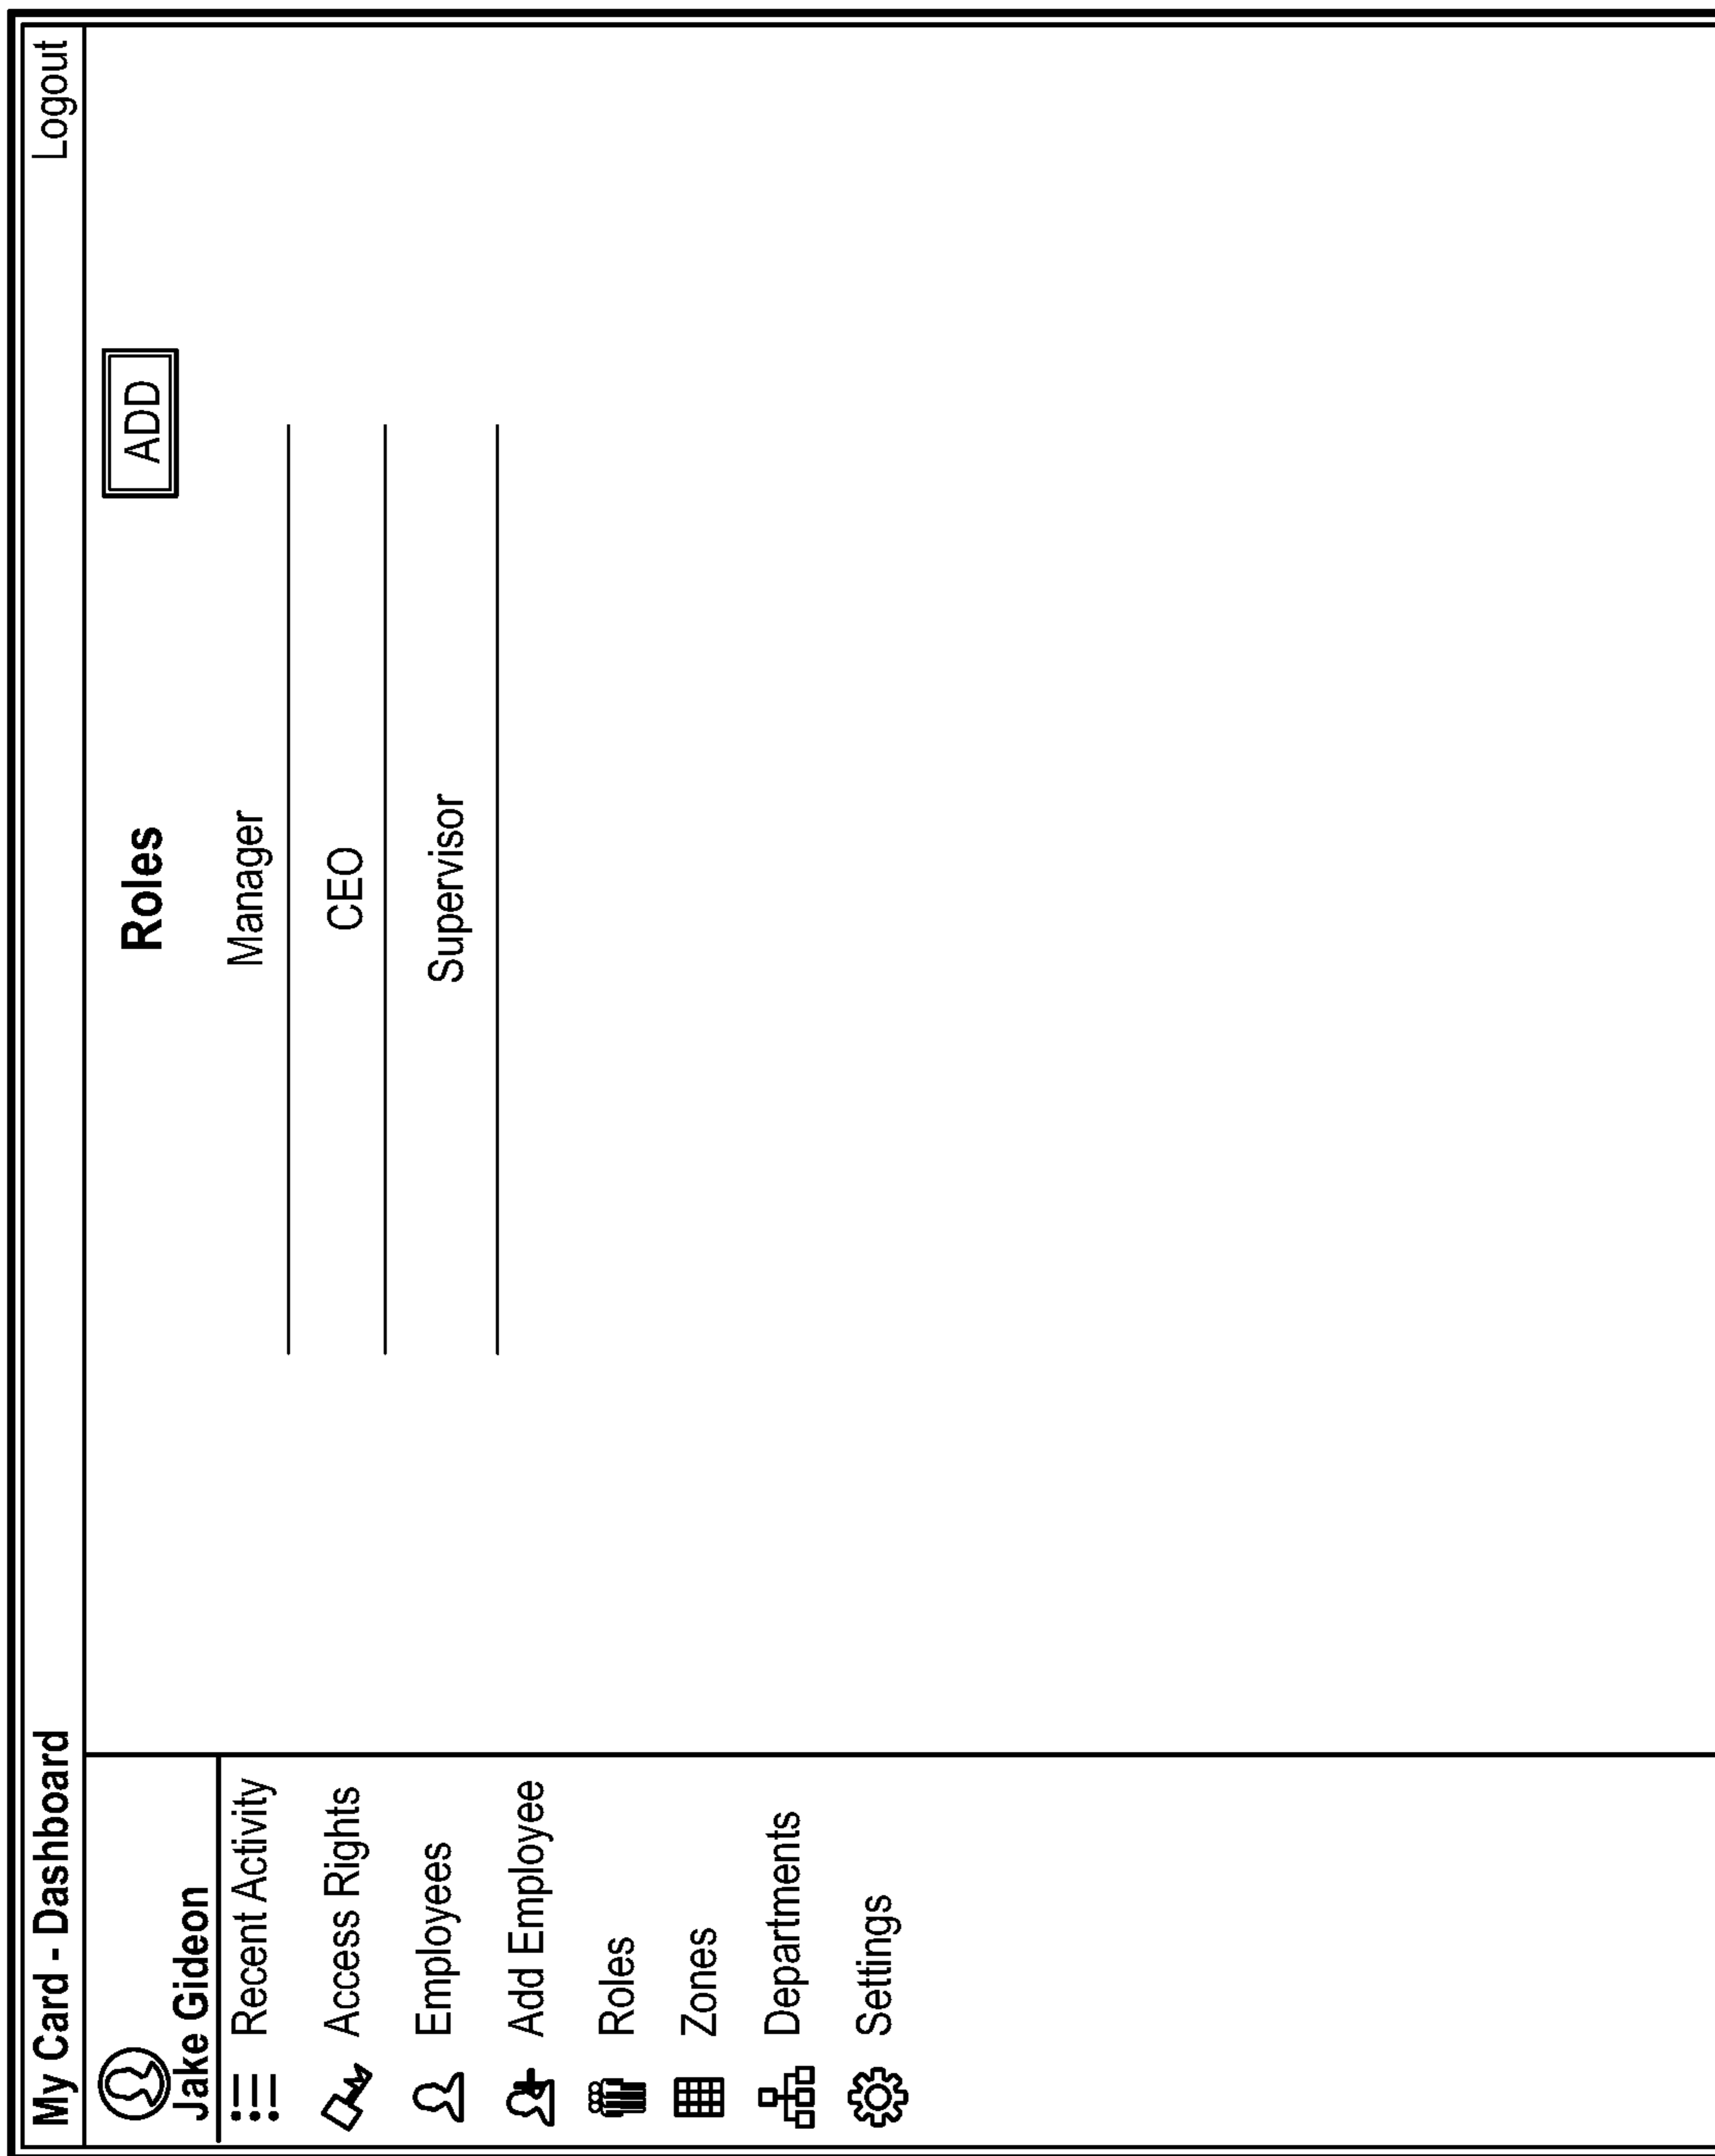 My Card - Dashboard
Logout
Jake Gideon
Recent Activity
Access Rights
Employees
Add Employee
Roles
Zones
Departments
Settings
Roles
ADD
Manager
CEO
Supervisor